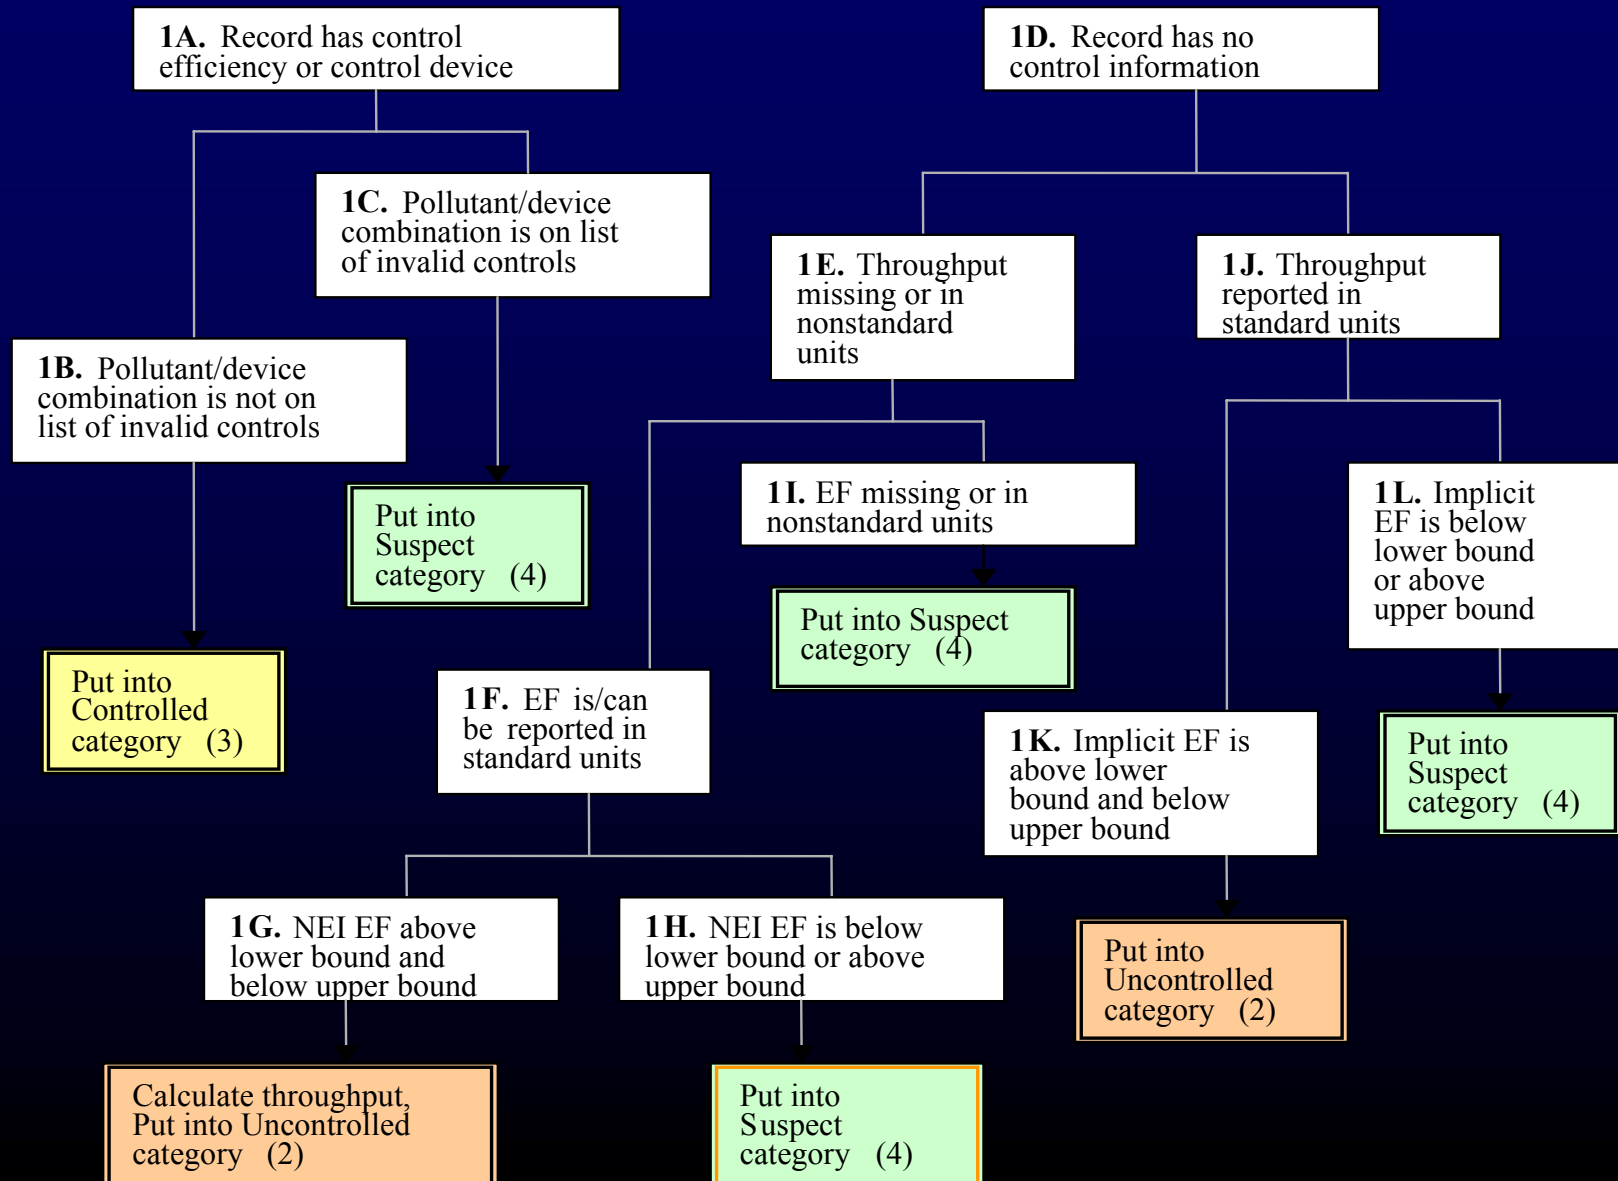 1A. Record has control
efficiency or control device
1D. Record has no
control information
1C. Pollutant/device
combination is on list
of invalid controls
1E. Throughput
missing or in
nonstandard
units
1J. Throughput
reported in
standard units
1B. Pollutant/device
combination is not on
list of invalid controls
Put into
Suspect
category (4)
1I. EF missing or in
nonstandard units
1L. Implicit
EF is below
lower bound
or above
upper bound
Put into Suspect
category (4)
Put into
Controlled
category (3)
1F. EF is/can
be reported in
standard units
1K. Implicit EF is
above lower
bound and below
upper bound
Put into
Suspect
category (4)
1G. NEI EF above
lower bound and
below upper bound
1H. NEI EF is below
lower bound or above
upper bound
Put into
Uncontrolled
category (2)
Calculate throughput,
Put into Uncontrolled
category (2)
Put into
Suspect
category (4)